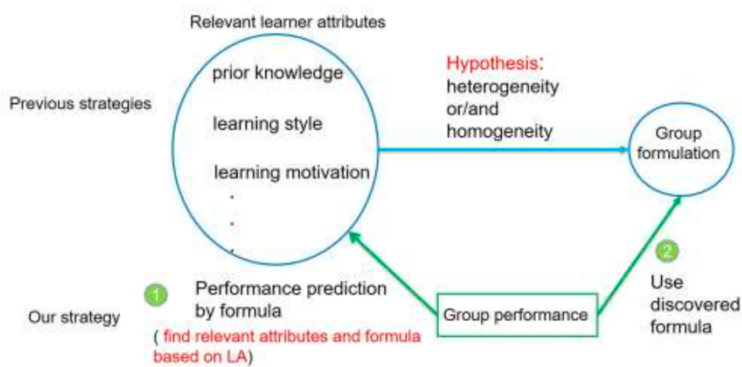 Relevant learner attributes
Previous strategies
prior knowledge
learning style
learning motivation
.
.
.
Hypothesis:
heterogeneity
or/and
homogeneity
Group
formulation
Our strategy
1
Performance prediction
by formula
( find relevant attributes and formula
based on LA)
Group performance
2
Use
discovered
formula